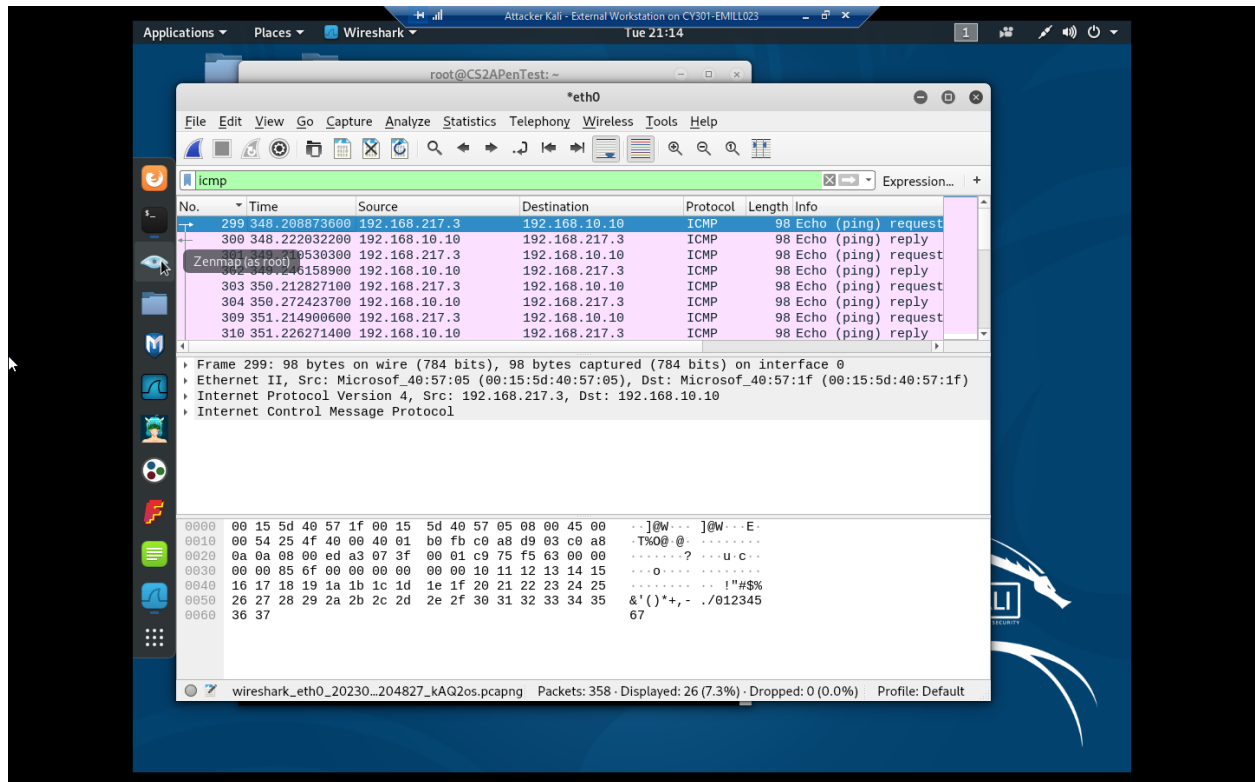 Attacker Kali - External Workstation on CY301-EMILL023
Applications Places Wireshark Tue 21:14 1
root@CS2APenTest: ~
*eth0
File Edit View Go Capture Analyze Statistics Telephony Wireless Tools Help
icmp Expression... +
No. Time Source Destination Protocol Length Info
299 348.208873600 192.168.217.3 192.168.10.10 ICMP 98 Echo (ping) request
300 348.222032200 192.168.10.10 192.168.217.3 ICMP 98 Echo (ping) reply
301 349.210530300 192.168.217.3 192.168.10.10 ICMP 98 Echo (ping) request
Zenmap (as root)
302 349.246158900 192.168.10.10 192.168.217.3 ICMP 98 Echo (ping) reply
303 350.212827100 192.168.217.3 192.168.10.10 ICMP 98 Echo (ping) request
304 350.272423700 192.168.10.10 192.168.217.3 ICMP 98 Echo (ping) reply
309 351.214900600 192.168.217.3 192.168.10.10 ICMP 98 Echo (ping) request
310 351.226271400 192.168.10.10 192.168.217.3 ICMP 98 Echo (ping) reply
Frame 299: 98 bytes on wire (784 bits), 98 bytes captured (784 bits) on interface 0
Ethernet II, Src: Microsof_40:57:05 (00:15:5d:40:57:05), Dst: Microsof_40:57:1f (00:15:5d:40:57:1f)
Internet Protocol Version 4, Src: 192.168.217.3, Dst: 192.168.10.10
Internet Control Message Protocol
0000 00 15 5d 40 57 1f 00 15 5d 40 57 05 08 00 45 00 ··]@W··· ]@W···E·
0010 00 54 25 4f 40 00 40 01 b0 fb c0 a8 d9 03 c0 a8 ·T%O@·@· ········
0020 0a 0a 08 00 ed a3 07 3f 00 01 c9 75 f5 63 00 00 ·······? ···u·c··
0030 00 00 85 6f 00 00 00 00 00 00 10 11 12 13 14 15 ···o···· ········
0040 16 17 18 19 1a 1b 1c 1d 1e 1f 20 21 22 23 24 25 ········ ·· !"#$%
0050 26 27 28 29 2a 2b 2c 2d 2e 2f 30 31 32 33 34 35 &'()*+,- ./012345
0060 36 37 67
LI
wireshark_eth0_20230...204827_kAQ2os.pcapng Packets: 358 · Displayed: 26 (7.3%) · Dropped: 0 (0.0%) Profile: Default